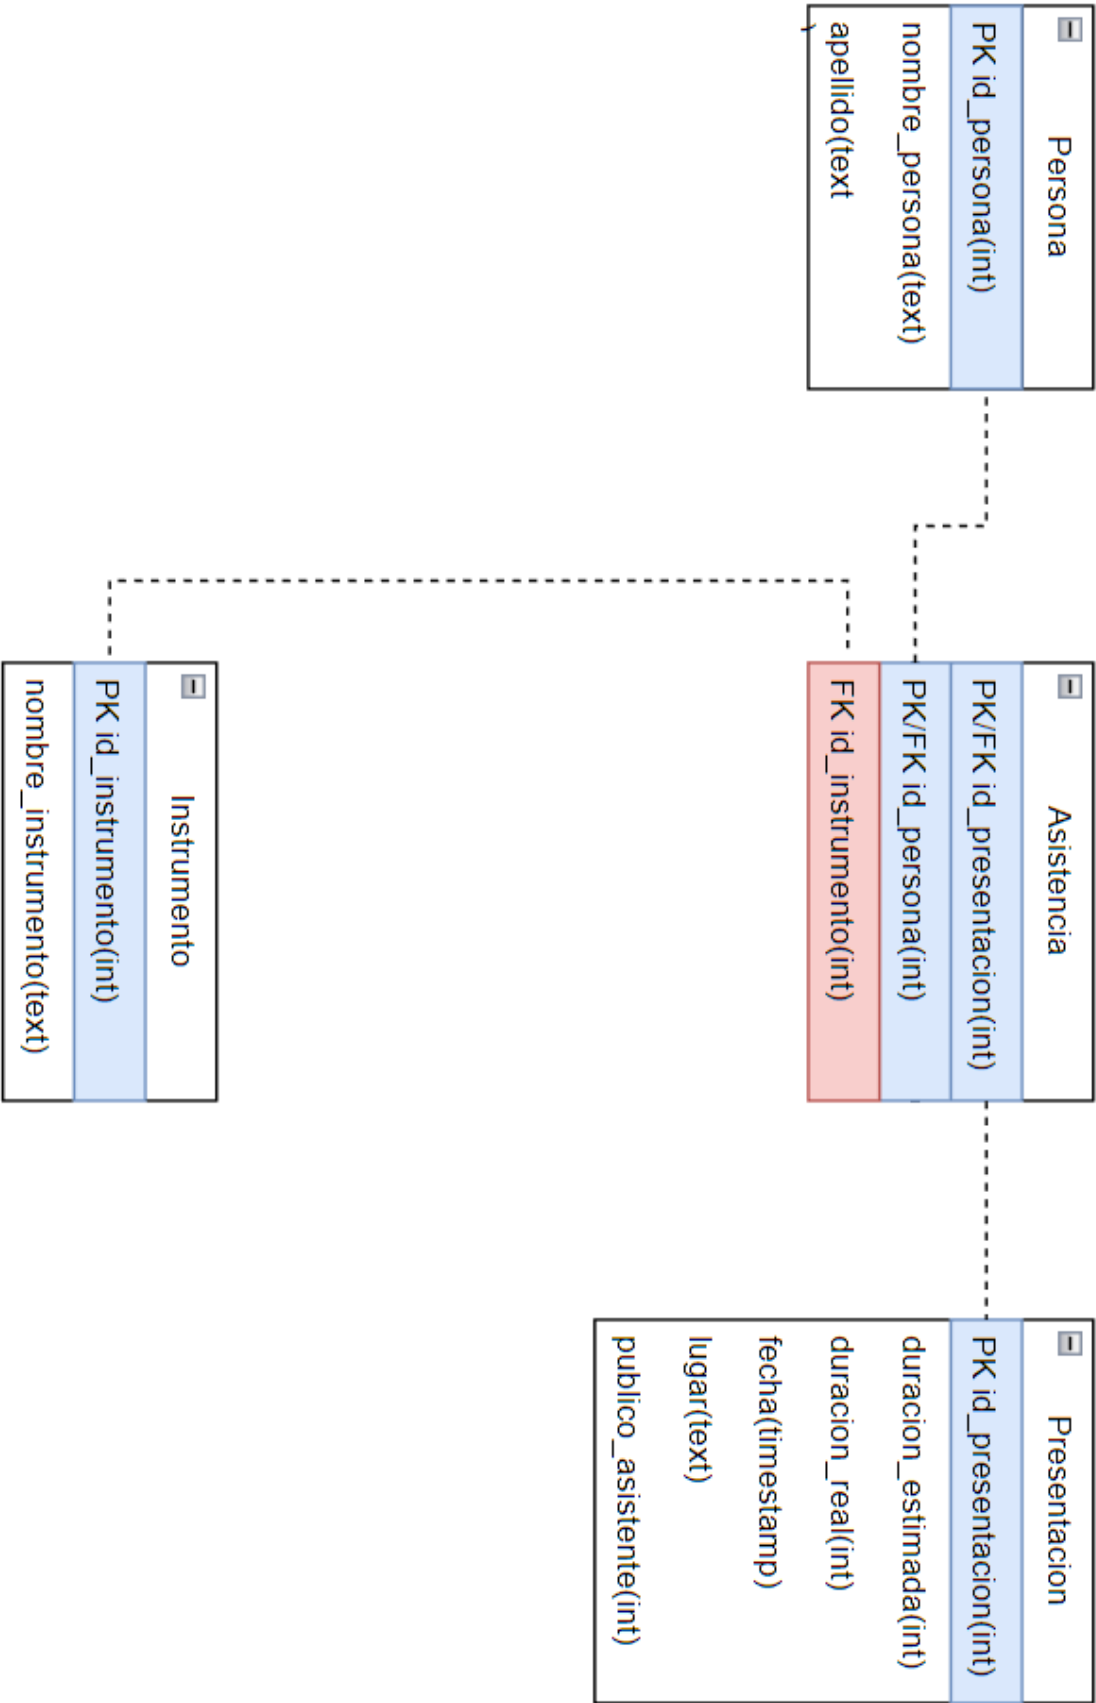 Persona
PK id_persona(int)
nombre_persona(text)
apellido(text
)
Asistencia
PK/FK id_presentacion(int)
PK/FK id_persona(int)
FK id_instrumento(int)
Presentacion
PK id_presentacion(int)
duracion_estimada(int)
duracion_real(int)
fecha(timestamp)
lugar(text)
publico_asistente(int)
Instrumento
PK id_instrumento(int)
nombre_instrumento(text)